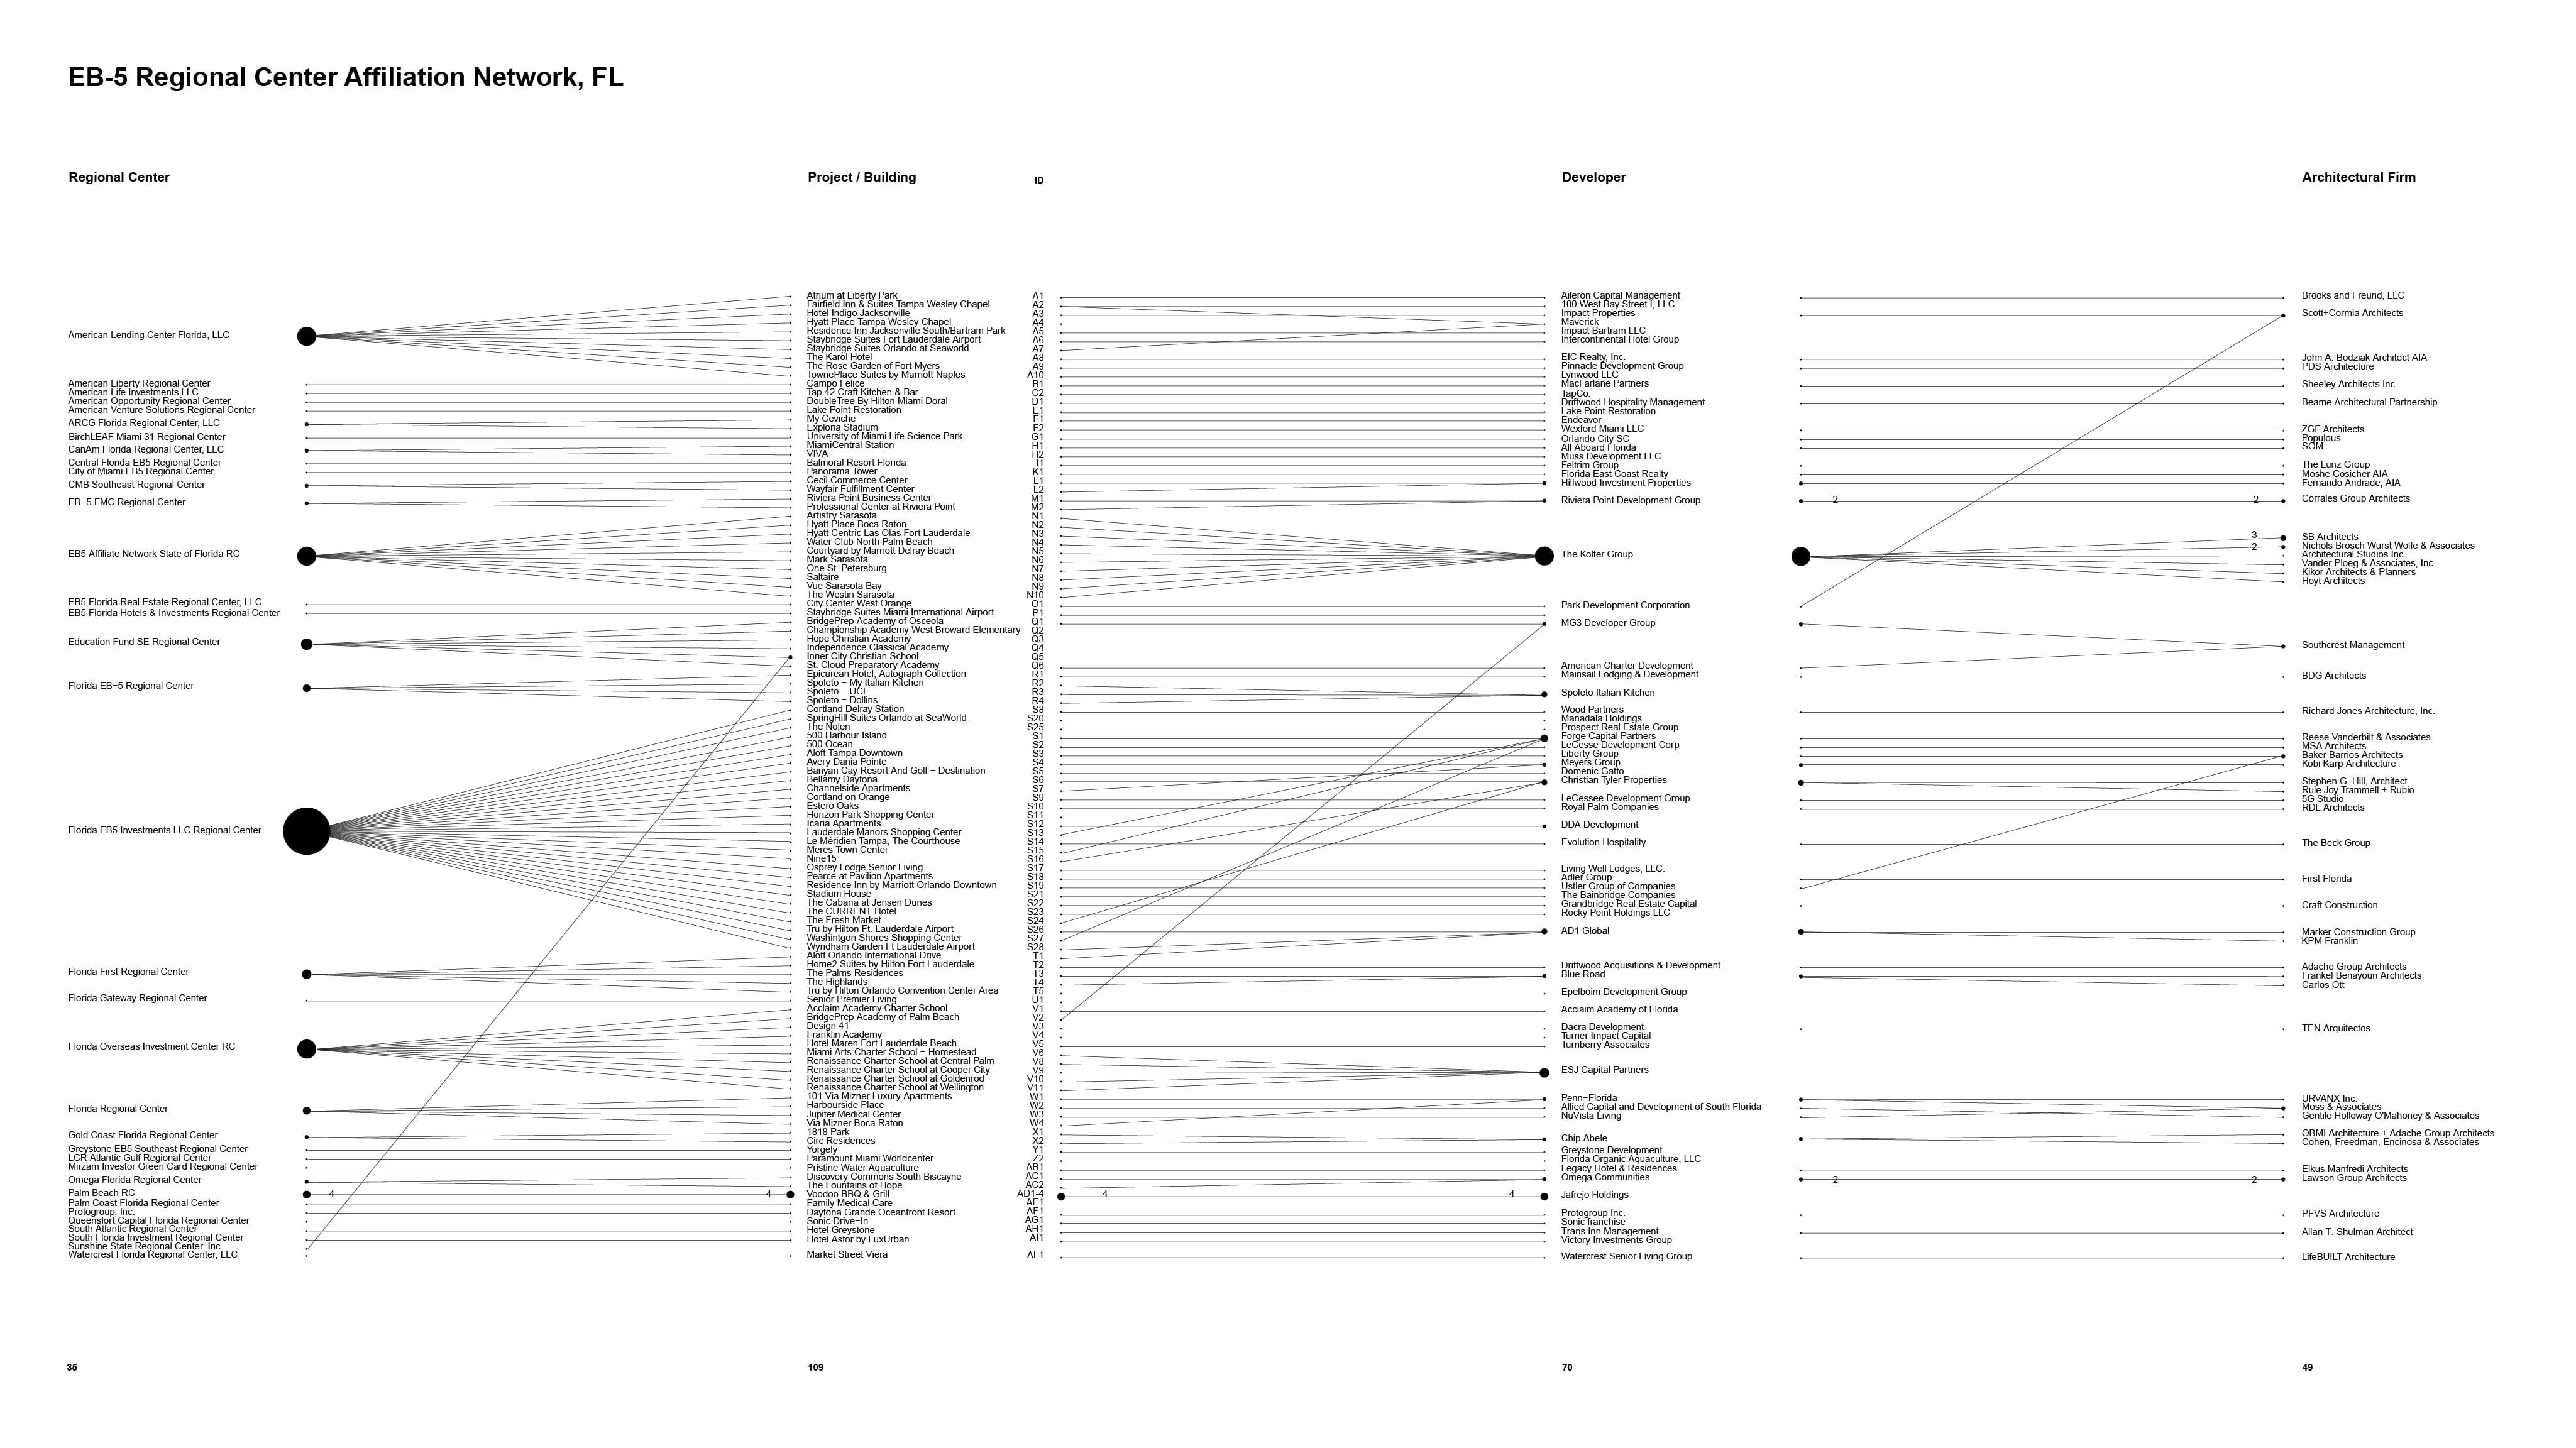 EB-5 Regional Center Affiliation Network, FL
Regional Center
Project / Building
ID
Developer
Architectural Firm
American Lending Center Florida, LLC
American Liberty Regional Center
American Life Investments LLC
American Opportunity Regional Center
American Venture Solutions Regional Center
ARCG Florida Regional Center, LLC
BirchLEAF Miami 31 Regional Center
CanAm Florida Regional Center, LLC
Central Florida EB5 Regional Center
City of Miami EB5 Regional Center
CMB Southeast Regional Center
EB−5 FMC Regional Center
EB5 Affiliate Network State of Florida RC
EB5 Florida Real Estate Regional Center, LLC
EB5 Florida Hotels & Investments Regional Center
Education Fund SE Regional Center
Florida EB−5 Regional Center
Florida EB5 Investments LLC Regional Center
Florida First Regional Center
Florida Gateway Regional Center
Florida Overseas Investment Center RC
Florida Regional Center
Gold Coast Florida Regional Center
Greystone EB5 Southeast Regional Center
LCR Atlantic Gulf Regional Center
Mirzam Investor Green Card Regional Center
Omega Florida Regional Center
Palm Beach RC
Palm Coast Florida Regional Center
Protogroup, Inc.
Queensfort Capital Florida Regional Center
South Atlantic Regional Center
South Florida Investment Regional Center
Sunshine State Regional Center, Inc.
Watercrest Florida Regional Center, LLC
4
4
Atrium at Liberty Park A1
Fairfield Inn & Suites Tampa Wesley Chapel A2
Hotel Indigo Jacksonville A3
Hyatt Place Tampa Wesley Chapel A4
Residence Inn Jacksonville South/Bartram Park A5
Staybridge Suites Fort Lauderdale Airport A6
Staybridge Suites Orlando at Seaworld A7
The Karol Hotel A8
The Rose Garden of Fort Myers A9
TownePlace Suites by Marriott Naples A10
Campo Felice B1
Tap 42 Craft Kitchen & Bar C2
DoubleTree By Hilton Miami Doral D1
Lake Point Restoration E1
My Ceviche F1
Exploria Stadium F2
University of Miami Life Science Park G1
MiamiCentral Station H1
VIVA H2
Balmoral Resort Florida I1
Panorama Tower K1
Cecil Commerce Center L1
Wayfair Fulfillment Center L2
Riviera Point Business Center M1
Professional Center at Riviera Point M2
Artistry Sarasota N1
Hyatt Place Boca Raton N2
Hyatt Centric Las Olas Fort Lauderdale N3
Water Club North Palm Beach N4
Courtyard by Marriott Delray Beach N5
Mark Sarasota N6
One St. Petersburg N7
Saltaire N8
Vue Sarasota Bay N9
The Westin Sarasota N10
City Center West Orange O1
Staybridge Suites Miami International Airport P1
BridgePrep Academy of Osceola Q1
Championship Academy West Broward Elementary Q2
Hope Christian Academy Q3
Independence Classical Academy Q4
Inner City Christian School Q5
St. Cloud Preparatory Academy Q6
Epicurean Hotel, Autograph Collection R1
Spoleto − My Italian Kitchen R2
Spoleto − UCF R3
Spoleto − Dollins R4
Cortland Delray Station S8
SpringHill Suites Orlando at SeaWorld S20
The Nolen S25
500 Harbour Island S1
500 Ocean S2
Aloft Tampa Downtown S3
Avery Dania Pointe S4
Banyan Cay Resort And Golf − Destination S5
Bellamy Daytona S6
Channelside Apartments S7
Cortland on Orange S9
Estero Oaks S10
Horizon Park Shopping Center S11
Icaria Apartments S12
Lauderdale Manors Shopping Center S13
Le Méridien Tampa, The Courthouse S14
Meres Town Center S15
Nine15 S16
Osprey Lodge Senior Living S17
Pearce at Pavilion Apartments S18
Residence Inn by Marriott Orlando Downtown S19
Stadium House S21
The Cabana at Jensen Dunes S22
The CURRENT Hotel S23
The Fresh Market S24
Tru by Hilton Ft. Lauderdale Airport S26
Washintgon Shores Shopping Center S27
Wyndham Garden Ft Lauderdale Airport S28
Aloft Orlando International Drive T1
Home2 Suites by Hilton Fort Lauderdale T2
The Palms Residences T3
The Highlands T4
Tru by Hilton Orlando Convention Center Area T5
Senior Premier Living U1
Acclaim Academy Charter School V1
BridgePrep Academy of Palm Beach V2
Design 41 V3
Franklin Academy V4
Hotel Maren Fort Lauderdale Beach V5
Miami Arts Charter School − Homestead V6
Renaissance Charter School at Central Palm V8
Renaissance Charter School at Cooper City V9
Renaissance Charter School at Goldenrod V10
Renaissance Charter School at Wellington V11
101 Via Mizner Luxury Apartments W1
Harbourside Place W2
Jupiter Medical Center W3
Via Mizner Boca Raton W4
1818 Park X1
Circ Residences X2
Yorgely Y1
Paramount Miami Worldcenter Z2
Pristine Water Aquaculture AB1
Discovery Commons South Biscayne AC1
The Fountains of Hope AC2
Voodoo BBQ & Grill AD1-4
Family Medical Care AE1
Daytona Grande Oceanfront Resort AF1
Sonic Drive−In AG1
Hotel Greystone AH1
Hotel Astor by LuxUrban AI1
Market Street Viera AL1
4
4
Aileron Capital Management
100 West Bay Street I, LLC
Impact Properties
Maverick
Impact Bartram LLC
Intercontinental Hotel Group
EIC Realty, Inc.
Pinnacle Development Group
Lynwood LLC
MacFarlane Partners
TapCo.
Driftwood Hospitality Management
Lake Point Restoration
Endeavor
Wexford Miami LLC
Orlando City SC
All Aboard Florida
Muss Development LLC
Feltrim Group
Florida East Coast Realty
Hillwood Investment Properties
Riviera Point Development Group
The Kolter Group
Park Development Corporation
MG3 Developer Group
American Charter Development
Mainsail Lodging & Development
Spoleto Italian Kitchen
Wood Partners
Manadala Holdings
Prospect Real Estate Group
Forge Capital Partners
LeCesse Development Corp
Liberty Group
Meyers Group
Domenic Gatto
Christian Tyler Properties
LeCessee Development Group
Royal Palm Companies
DDA Development
Evolution Hospitality
Living Well Lodges, LLC.
Adler Group
Ustler Group of Companies
The Bainbridge Companies
Grandbridge Real Estate Capital
Rocky Point Holdings LLC
AD1 Global
Driftwood Acquisitions & Development
Blue Road
Epelboim Development Group
Acclaim Academy of Florida
Dacra Development
Turner Impact Capital
Turnberry Associates
ESJ Capital Partners
Penn−Florida
Allied Capital and Development of South Florida
NuVista Living
Chip Abele
Greystone Development
Florida Organic Aquaculture, LLC
Legacy Hotel & Residences
Omega Communities
Jafrejo Holdings
Protogroup Inc.
Sonic franchise
Trans Inn Management
Victory Investments Group
Watercrest Senior Living Group
2
2
3
2
2
2
Brooks and Freund, LLC
Scott+Cormia Architects
John A. Bodziak Architect AIA
PDS Architecture
Sheeley Architects Inc.
Beame Architectural Partnership
ZGF Architects
Populous
SOM
The Lunz Group
Moshe Cosicher AIA
Fernando Andrade, AIA
Corrales Group Architects
SB Architects
Nichols Brosch Wurst Wolfe & Associates
Architectural Studios Inc.
Vander Ploeg & Associates, Inc.
Kikor Architects & Planners
Hoyt Architects
Southcrest Management
BDG Architects
Richard Jones Architecture, Inc.
Reese Vanderbilt & Associates
MSA Architects
Baker Barrios Architects
Kobi Karp Architecture
Stephen G. Hill, Architect
Rule Joy Trammell + Rubio
5G Studio
RDL Architects
The Beck Group
First Florida
Craft Construction
Marker Construction Group
KPM Franklin
Adache Group Architects
Frankel Benayoun Architects
Carlos Ott
TEN Arquitectos
URVANX Inc.
Moss & Associates
Gentile Holloway O'Mahoney & Associates
OBMI Architecture + Adache Group Architects
Cohen, Freedman, Encinosa & Associates
Elkus Manfredi Architects
Lawson Group Architects
PFVS Architecture
Allan T. Shulman Architect
LifeBUILT Architecture
35
109
70
49